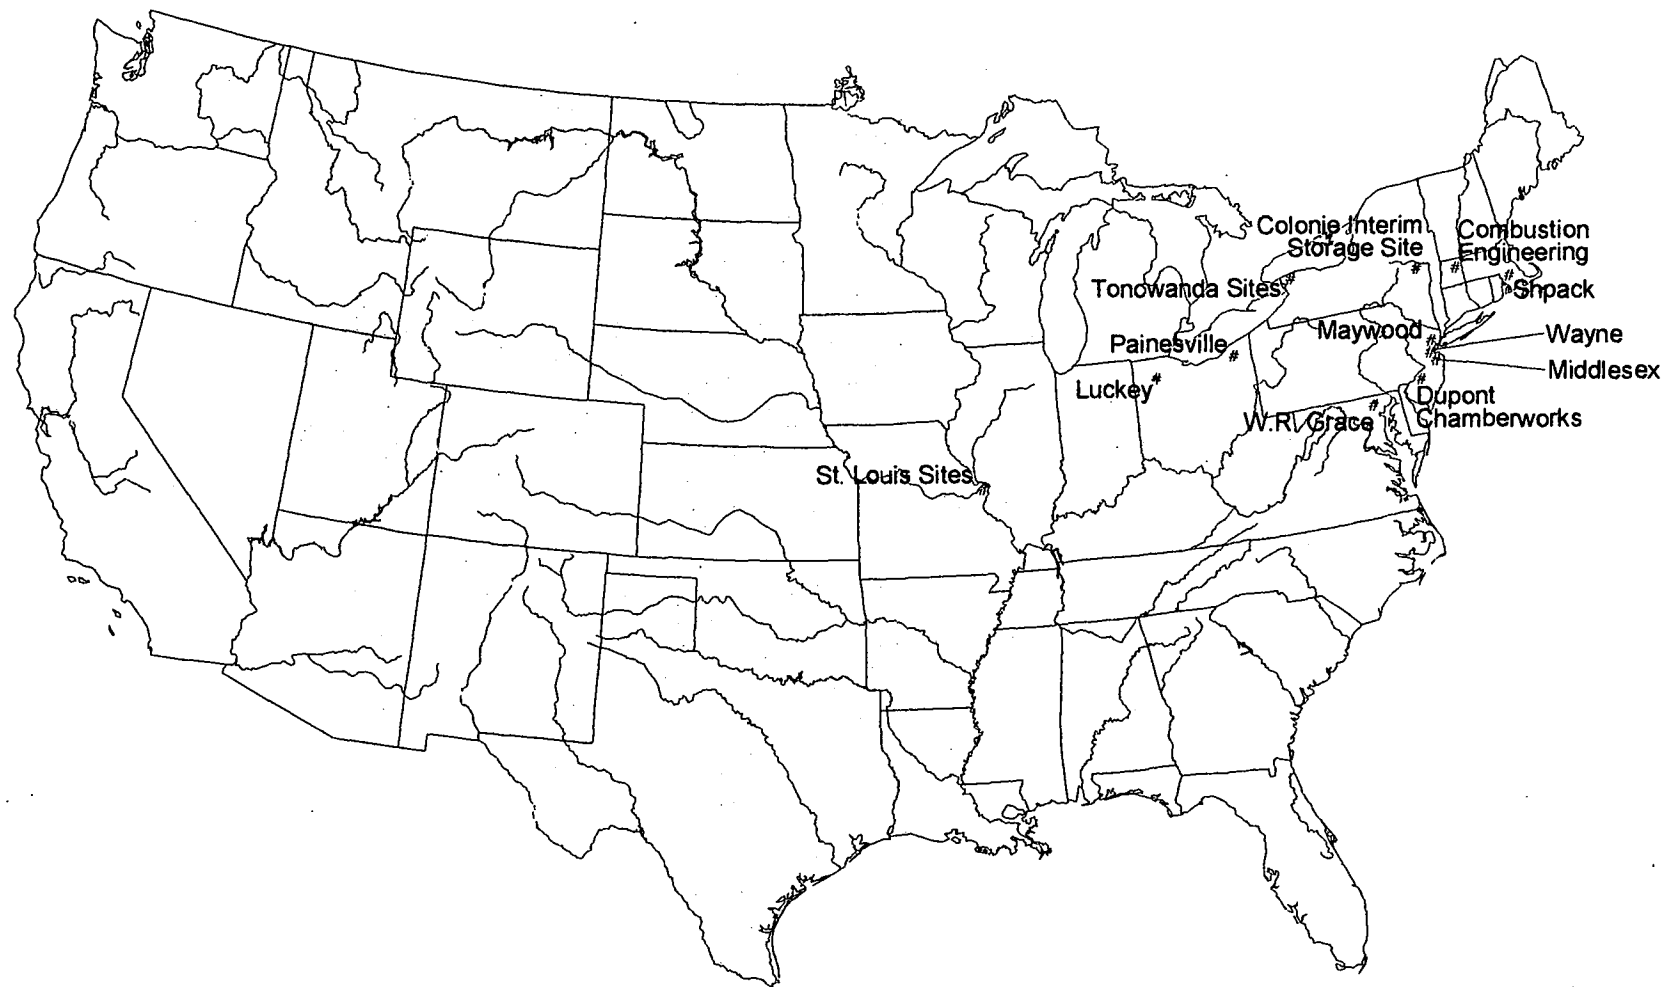 Colonie Interim
Storage Site
Combustion
Engineering
Tonowanda Sites
Shpack
Maywood
Wayne
Painesville
Middlesex
Luckey
Dupont
Chamberworks
W.R. Grace
St. Louis Sites